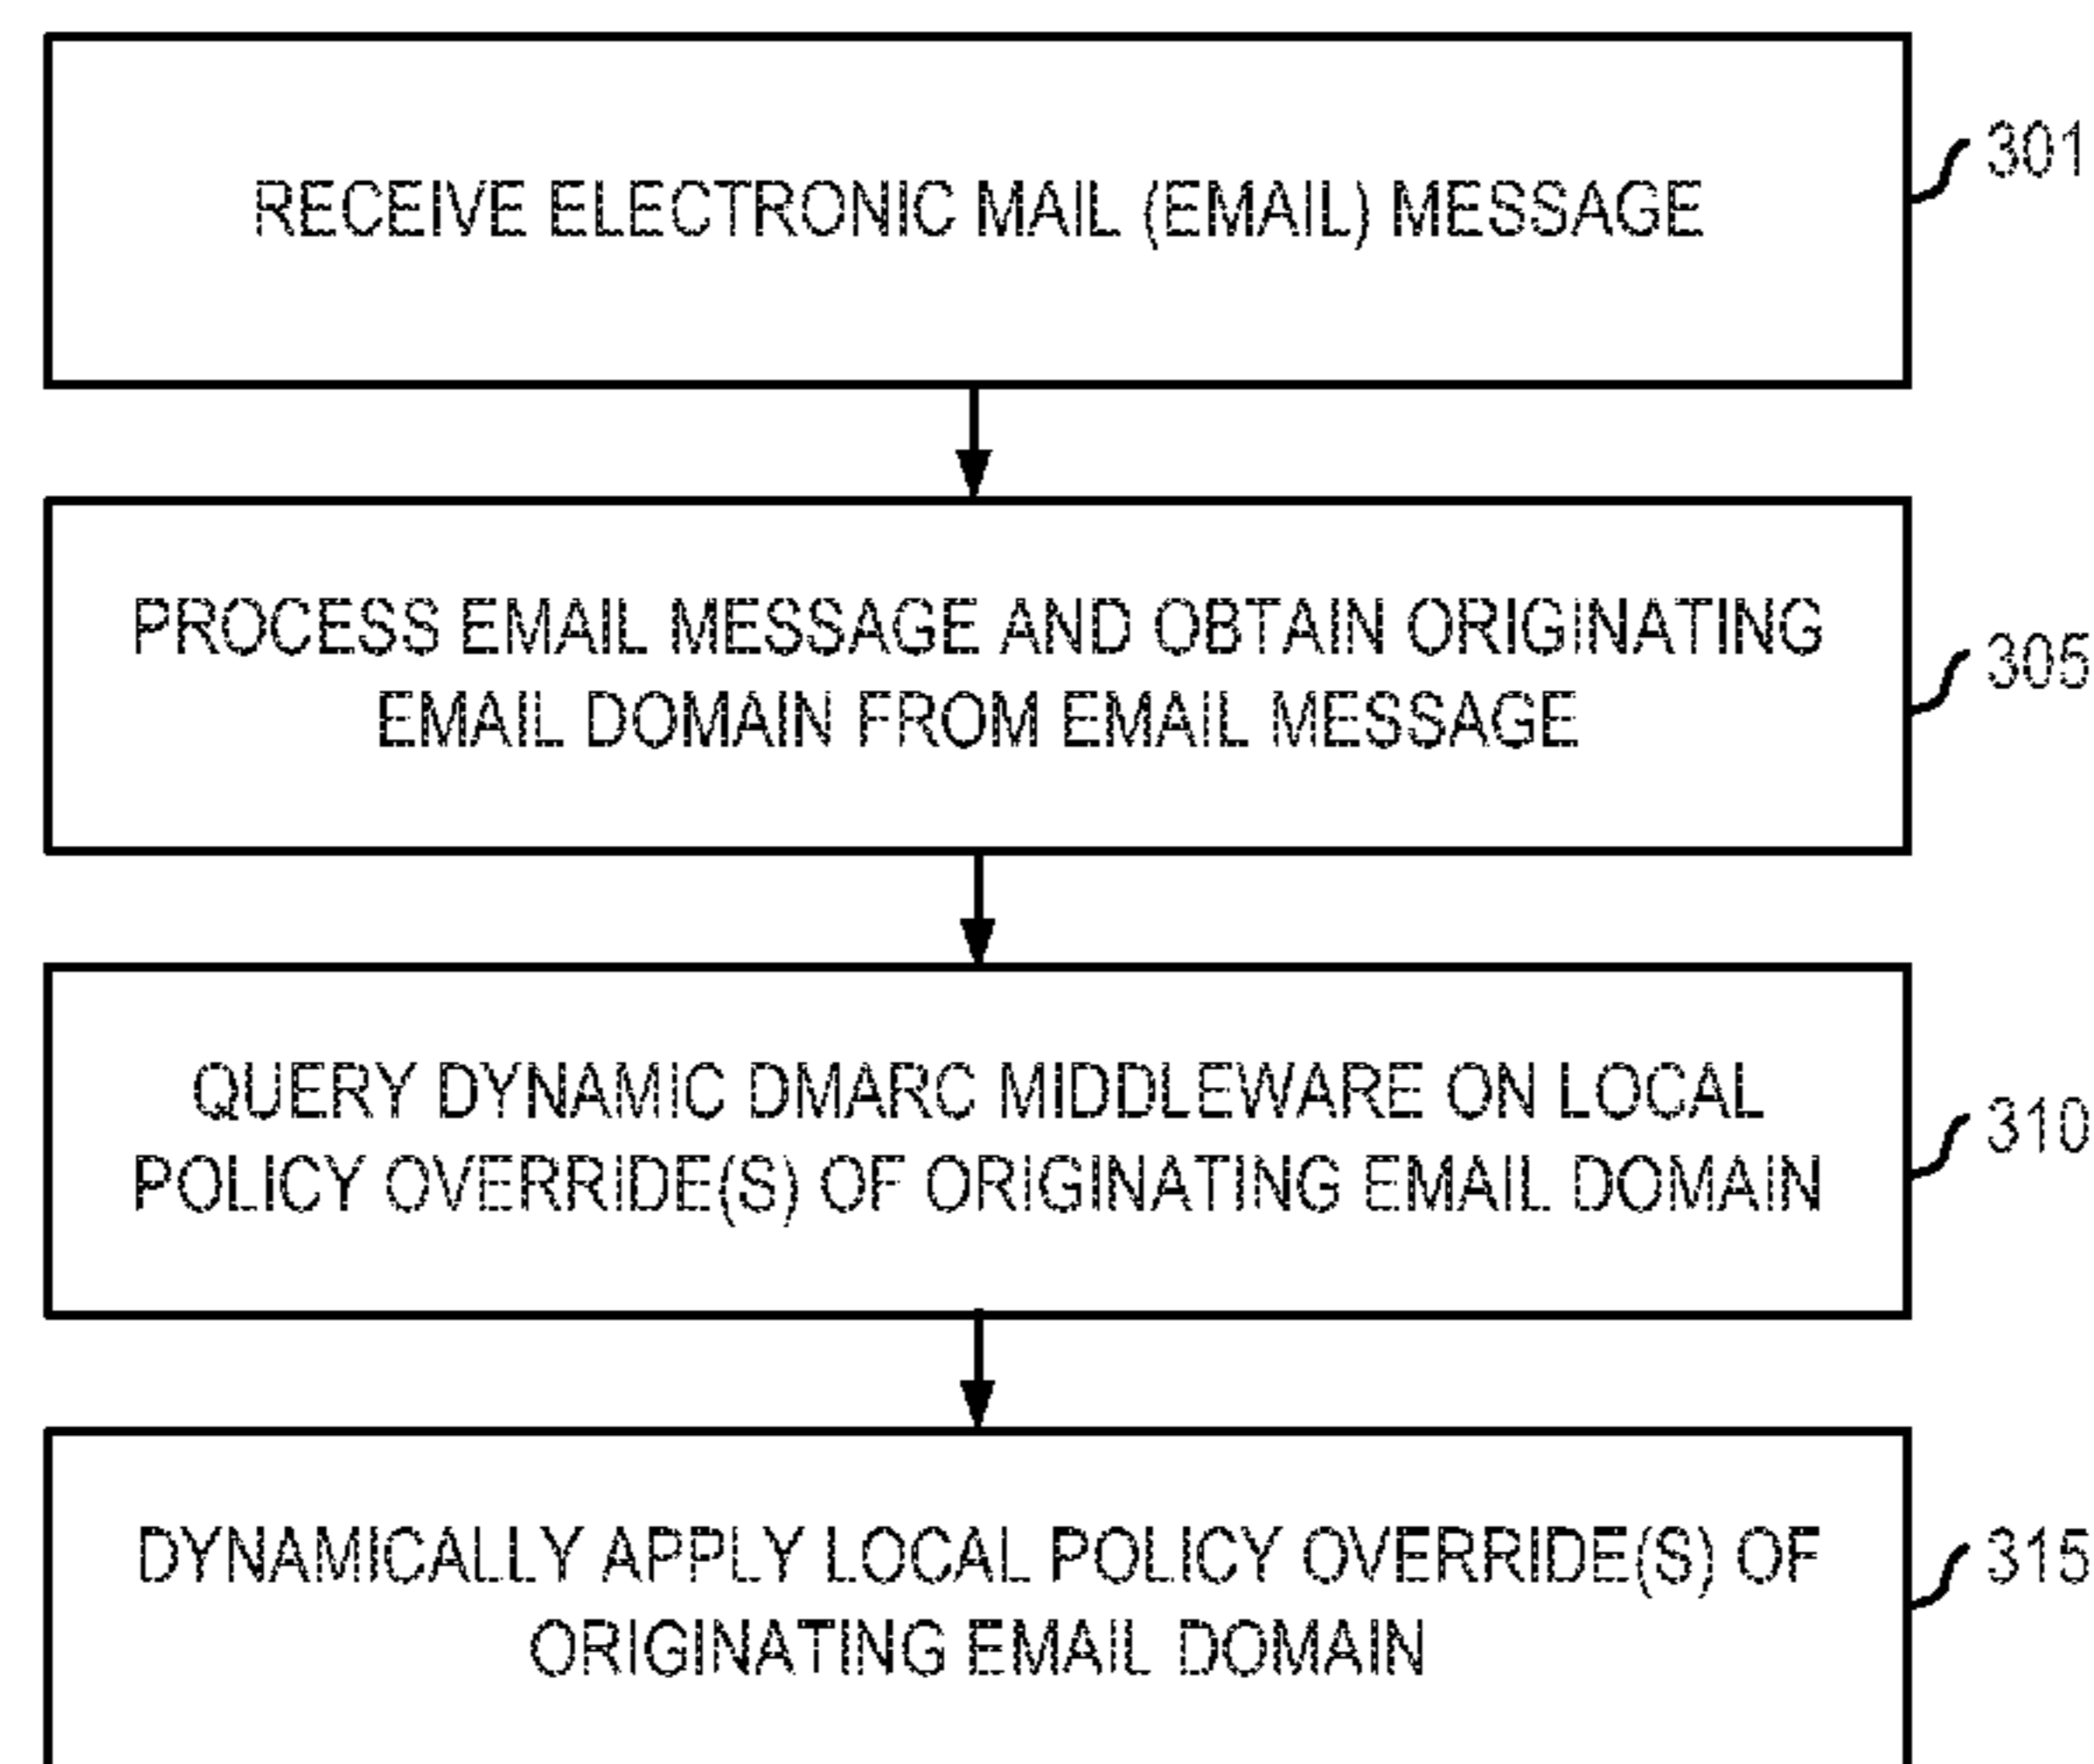 RECEIVE ELECTRONIC MAIL (EMAIL) MESSAGE
301
PROCESS EMAIL MESSAGE AND OBTAIN ORIGINATING
EMAIL DOMAIN FROM EMAIL MESSAGE
305
QUERY DYNAMIC DMARC MIDDLEWARE ON LOCAL
POLICY OVERRIDE(S) OF ORIGINATING EMAIL DOMAIN
310
DYNAMICALLY APPLY LOCAL POLICY OVERRIDE(S) OF
ORIGINATING EMAIL DOMAIN
315